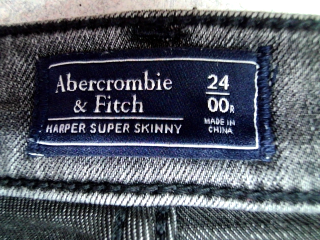 Abercrombie
& Fitch
HARPER SUPER SKINNY
24
00R
MADE IN
CHINA